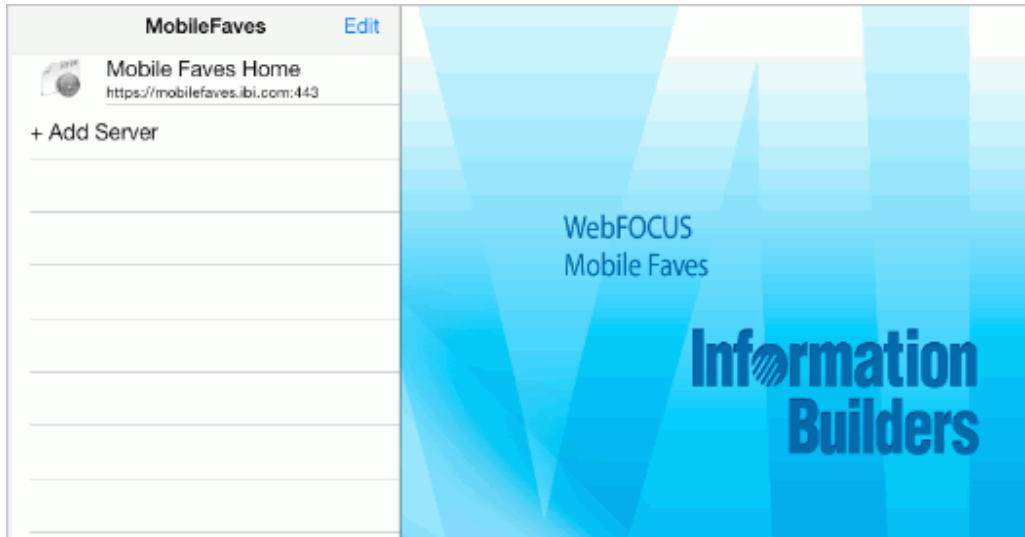 MobileFaves
Edit
Mobile Faves Home
https://mobilefaves.ibi.com:443
+ Add Server
WebFOCUS
Mobile Faves
Information
Builders